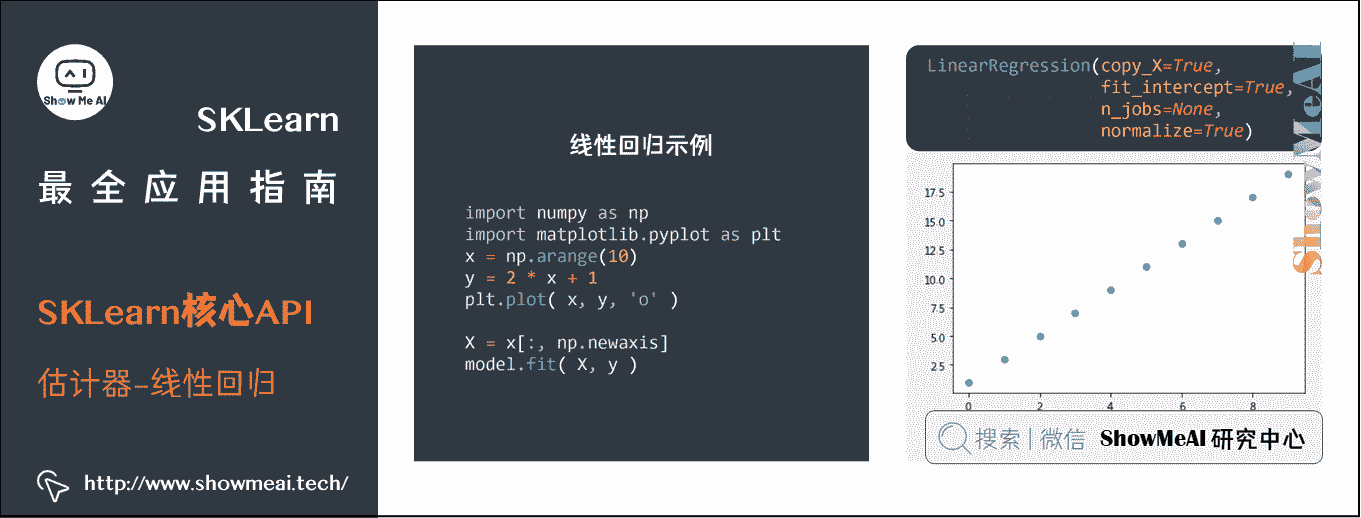 Show Me AI
SKLearn
最全应用指南
SKLearn核心API
估计器-线性回归
http://www.showmeai.tech/
线性回归示例
import numpy as np
import matplotlib.pyplot as plt
x = np.arange(10)
y = 2 * x + 1
plt.plot( x, y, 'o' )
X = x[:, np.newaxis]
model.fit( X, y )
LinearRegression(copy_X=True,
fit_intercept=True,
n_jobs=None,
normalize=True)
ShowMeAI
17.5
15.0
12.5
10.0
7.5
5.0
2.5
0 2 4 6 8
搜索 | 微信 ShowMeAI 研究中心